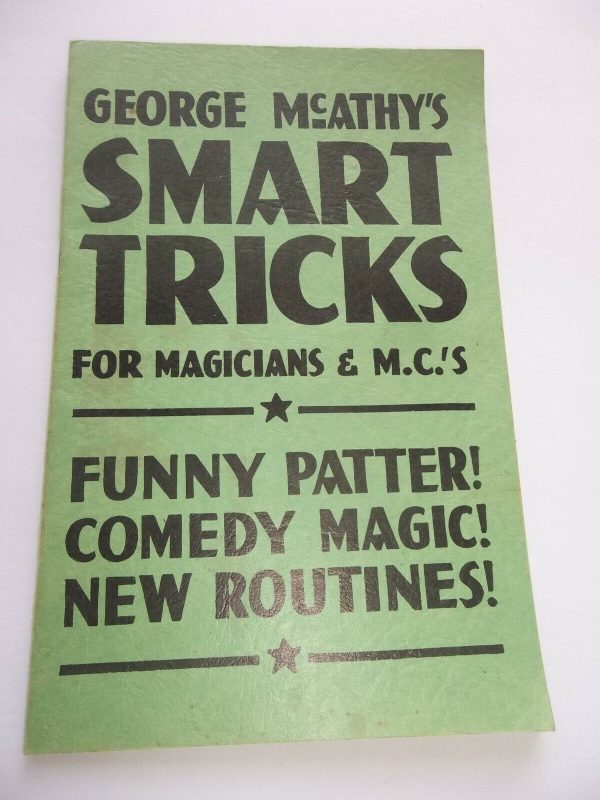 GEORGE McATHY'S
SMART
TRICKS
FOR MAGICIANS & M.C.'S
FUNNY PATTER!
COMEDY MAGIC!
NEW ROUTINES!